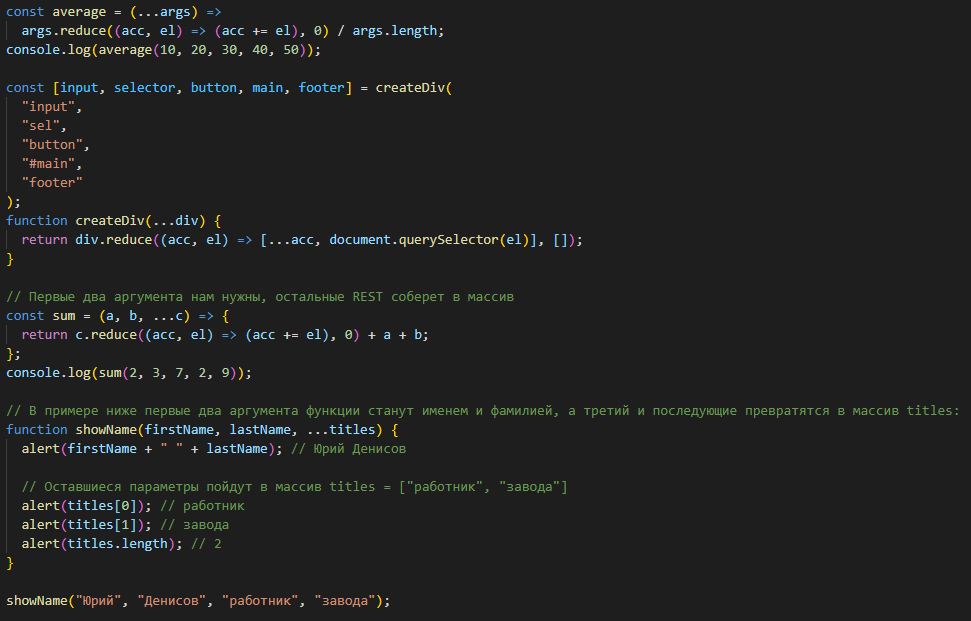 const average = (...args) =>
  args.reduce((acc, el) => (acc += el), 0) / args.length;
console.log(average(10, 20, 30, 40, 50));

const [input, selector, button, main, footer] = createDiv(
  "input",
  "sel",
  "button",
  "#main",
  "footer"
);
function createDiv(...div) {
  return div.reduce((acc, el) => [...acc, document.querySelector(el)], []);
}

// Первые два аргумента нам нужны, остальные REST соберет в массив
const sum = (a, b, ...c) => {
  return c.reduce((acc, el) => (acc += el), 0) + a + b;
};
console.log(sum(2, 3, 7, 2, 9));

// В примере ниже первые два аргумента функции станут именем и фамилией, а третий и последующие превратятся в массив titles:
function showName(firstName, lastName, ...titles) {
  alert(firstName + " " + lastName); // Юрий Денисов

  // Оставшиеся параметры пойдут в массив titles = ["работник", "завода"]
  alert(titles[0]); // работник
  alert(titles[1]); // завода
  alert(titles.length); // 2
}

showName("Юрий", "Денисов", "работник", "завода");